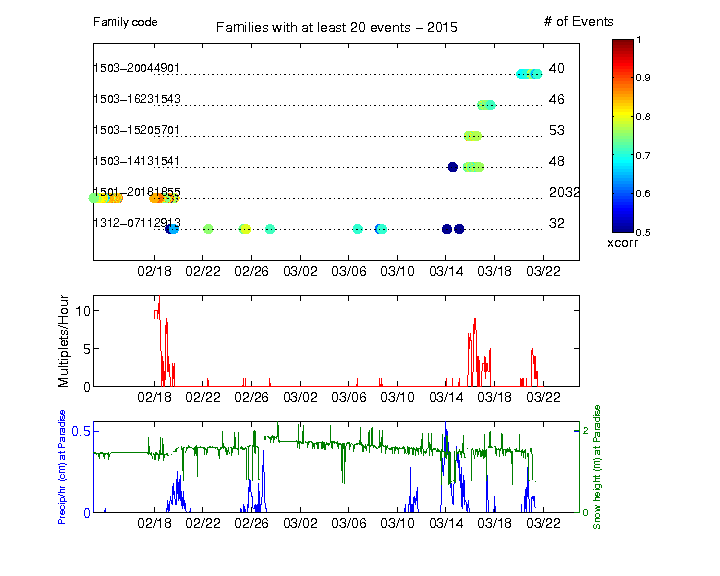 Family code
Families with at least 20 events − 2015
# of Events
1503−20044901 40
1503−16231543 46
1503−15205701 53
1503−14131541 48
1501−20181855 2032
1312−07112913 32
02/18 02/22 02/26 03/02 03/06 03/10 03/14 03/18 03/22
1
0.9
0.8
0.7
0.6
0.5
xcorr
Multiplets/Hour
10
5
0
02/18 02/22 02/26 03/02 03/06 03/10 03/14 03/18 03/22
Precip/hr (cm) at Paradise
0.5
0
2
0
Snow height (m) at Paradise
02/18 02/22 02/26 03/02 03/06 03/10 03/14 03/18 03/22